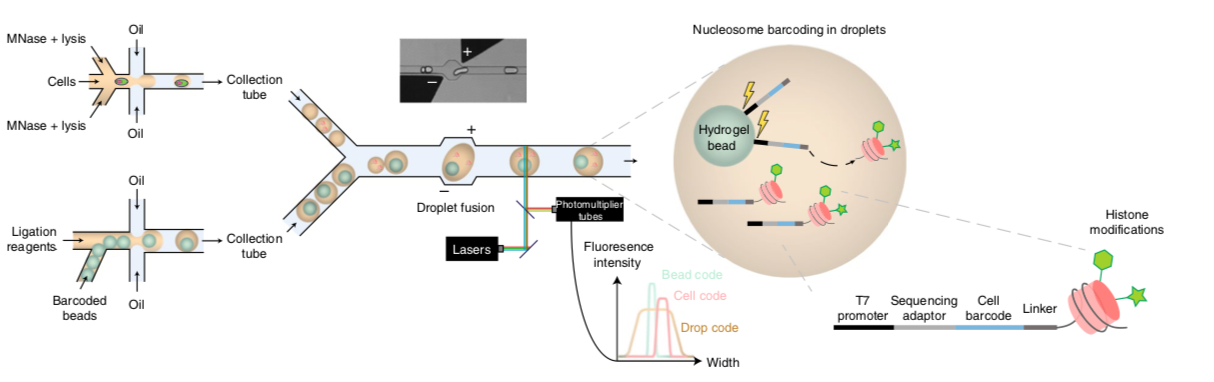 Oil
MNase + lysis
Cells
MNase + lysis
Oil
Collection
tube
Oil
Ligation
reagents
Barcoded
beads
Oil
Collection
tube
+
−
+
−
Droplet fusion
Lasers
Photomultiplier
tubes
Fluoresence
intensity
Bead code
Cell code
Drop code
Width
Nucleosome barcoding in droplets
Hydrogel
bead
Histone
modifications
T7
promoter
Sequencing
adaptor
Cell
barcode
Linker